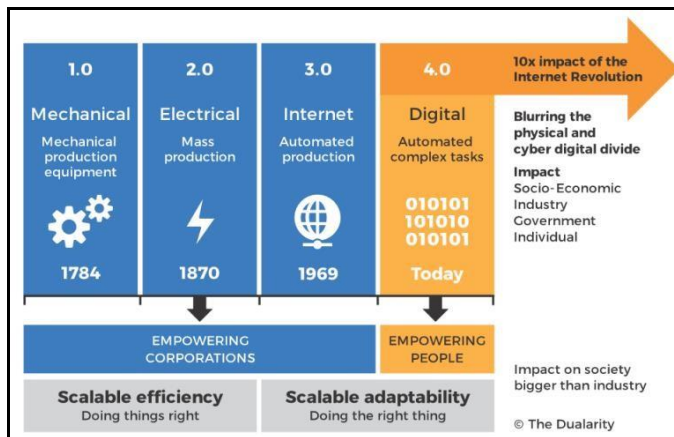 1.0
Mechanical
Mechanical
production
equipment
1784
2.0
Electrical
Mass
production
1870
3.0
Internet
Automated
production
1969
4.0
Digital
Automated
complex tasks
010101
101010
010101
Today
10x impact of the
Internet Revolution
Blurring the
physical and
cyber digital divide
Impact
Socio-Economic
Industry
Government
Individual
EMPOWERING
CORPORATIONS
EMPOWERING
PEOPLE
Scalable efficiency
Doing things right
Scalable adaptability
Doing the right thing
Impact on society
bigger than industry
© The Dualarity